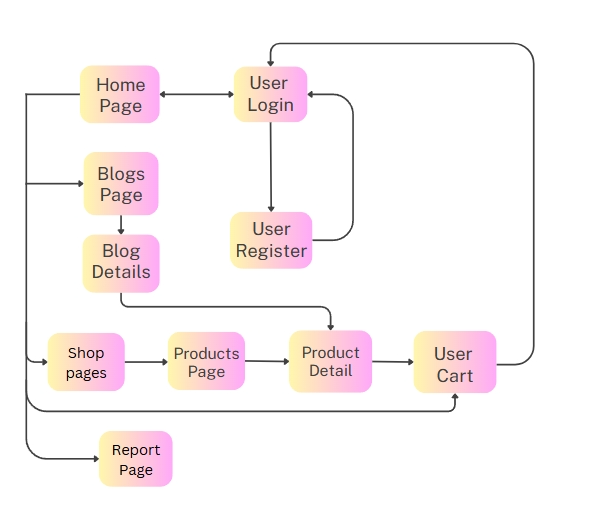 Home
Page
User
Login
Blogs
Page
User
Register
Blog
Details
Shop
pages
Products
Page
Product
Detail
User
Cart
Report
Page